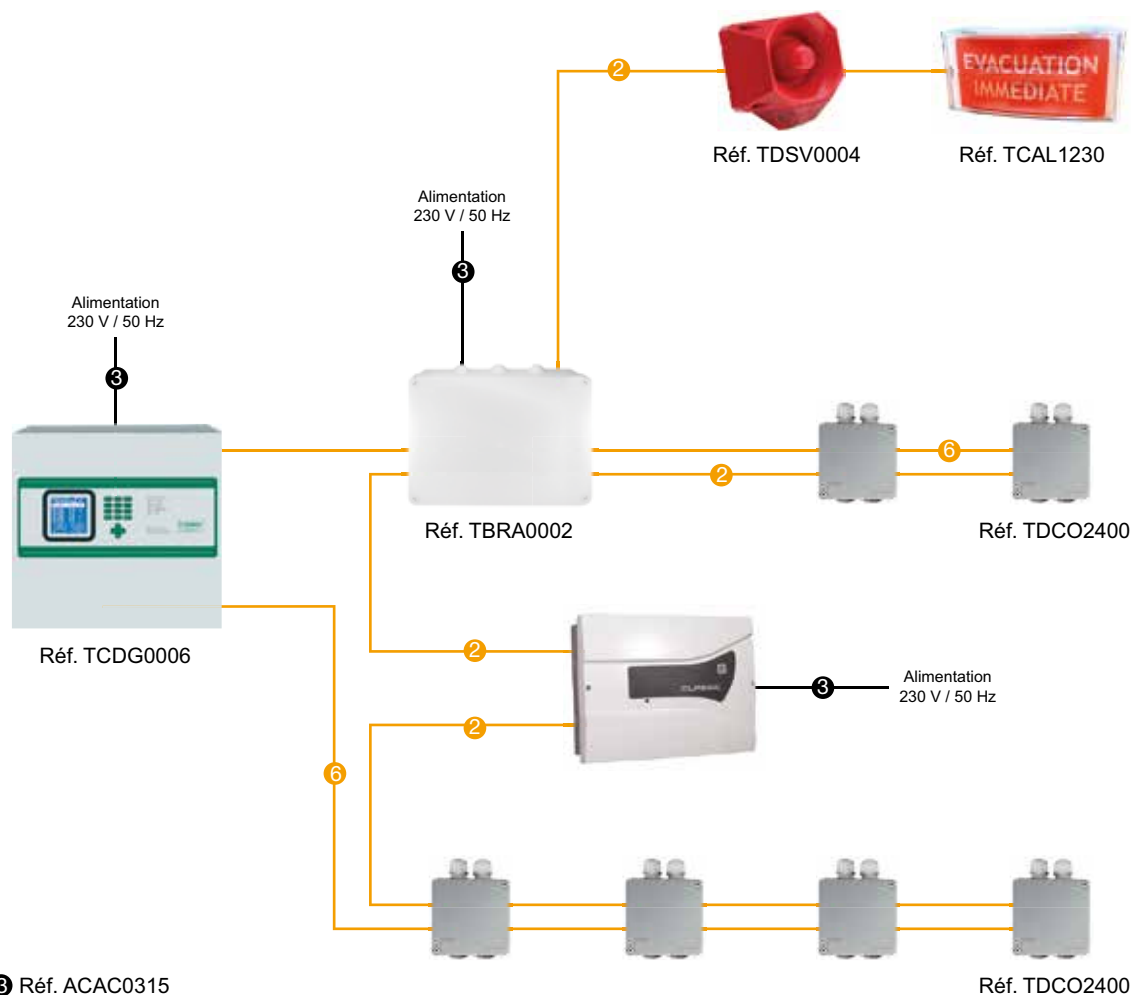 EVACUATION
IMMEDIATE
2
Réf. TDSV0004
Réf. TCAL1230
Alimentation
230 V / 50 Hz
3
Alimentation
230 V / 50 Hz
3
6
2
Réf. TBRA0002
Réf. TDCO2400
Réf. TCDG0006
2
3
Alimentation
230 V / 50 Hz
2
6
3 Réf. ACAC0315
Réf. TDCO2400